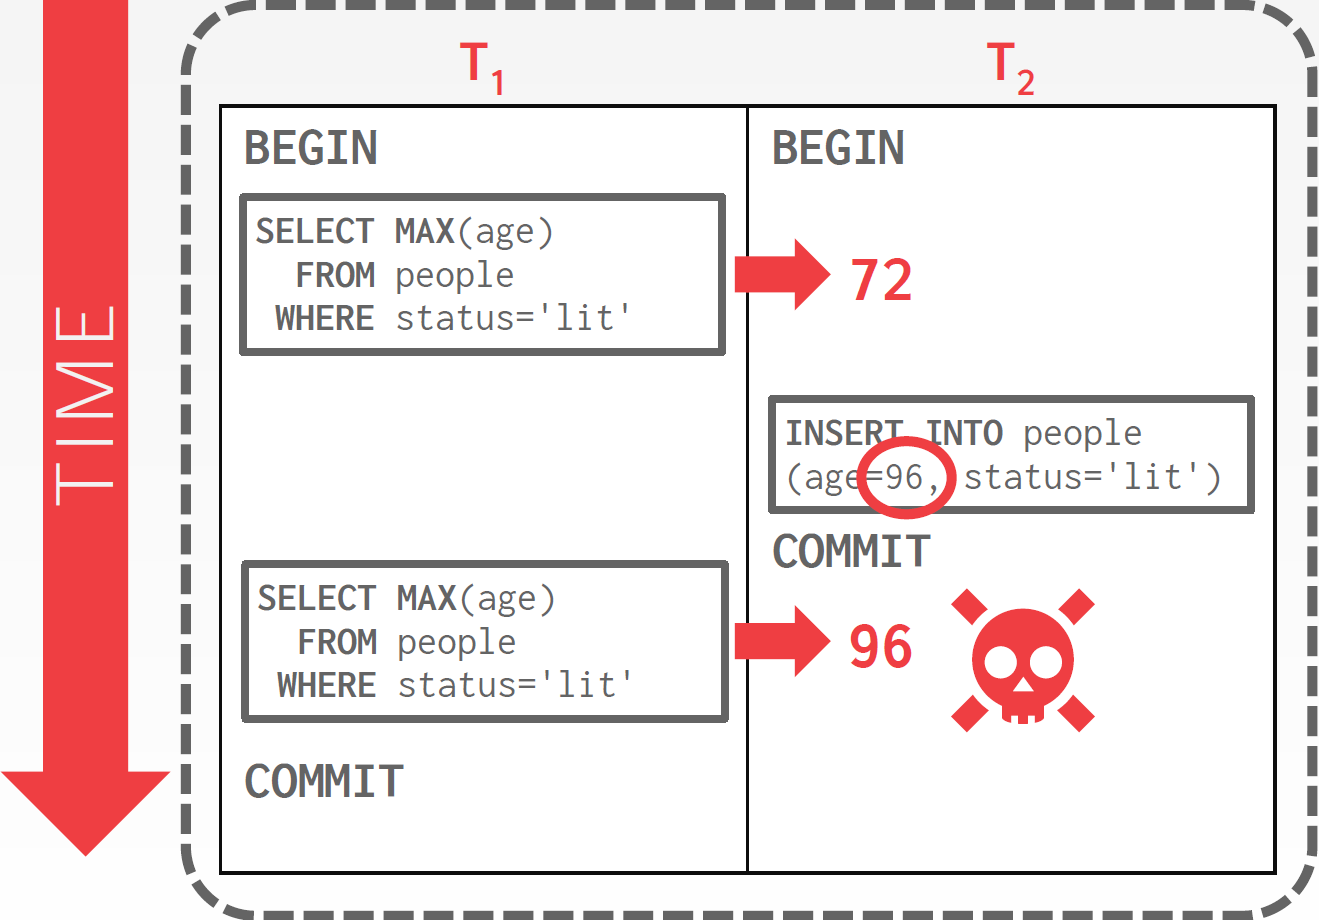 TIME
T1
T2
BEGIN
BEGIN
SELECT MAX(age)
FROM people
WHERE status='lit'
72
INSERT INTO people
(age=96, status='lit')
COMMIT
SELECT MAX(age)
FROM people
WHERE status='lit'
96
COMMIT